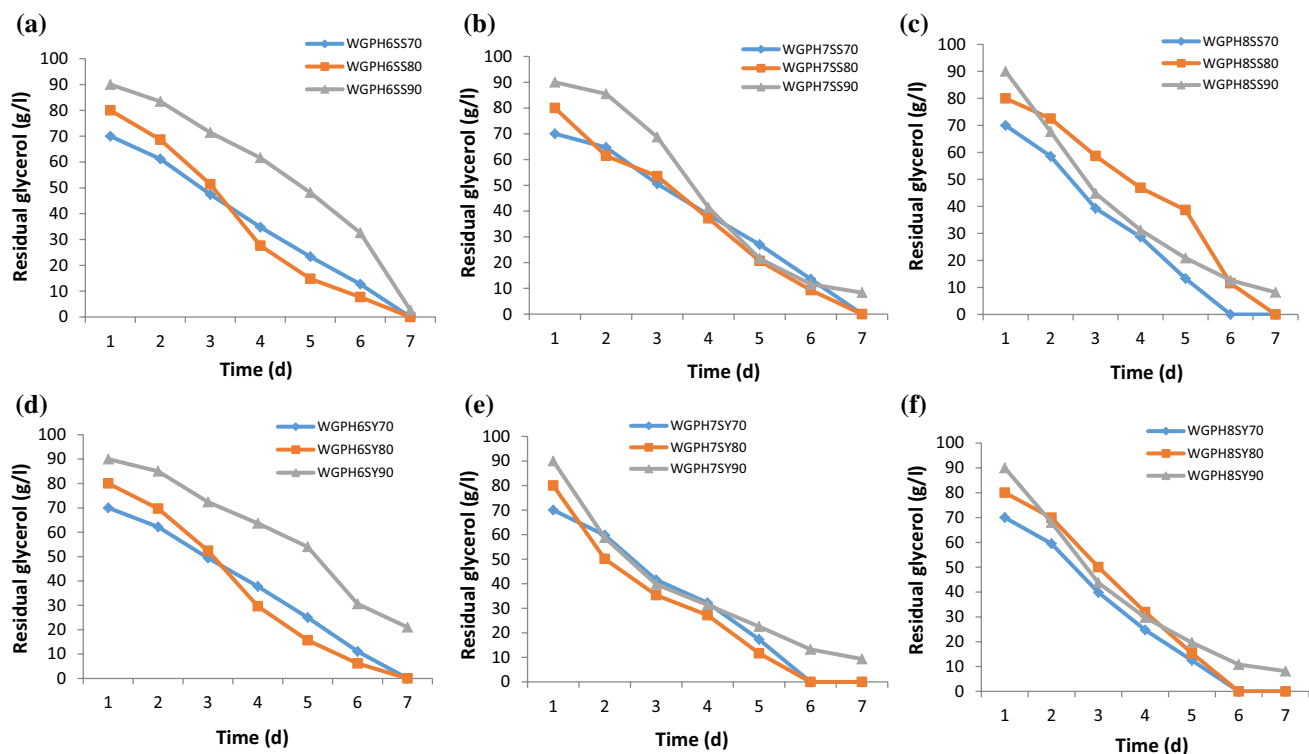 (a)
WGPH6SS70
WGPH6SS80
WGPH6SS90
Residual glycerol (g/l)
100
90
80
70
60
50
40
30
20
10
0
1 2 3 4 5 6 7
Time (d)
(b)
WGPH7SS70
WGPH7SS80
WGPH7SS90
Residual glycerol (g/l)
100
90
80
70
60
50
40
30
20
10
0
1 2 3 4 5 6 7
Time (d)
(c)
WGPH8SS70
WGPH8SS80
WGPH8SS90
Residual glycerol (g/l)
100
90
80
70
60
50
40
30
20
10
0
1 2 3 4 5 6 7
Time (d)
(d)
WGPH6SY70
WGPH6SY80
WGPH6SY90
Residual glycerol (g/l)
100
90
80
70
60
50
40
30
20
10
0
1 2 3 4 5 6 7
Time (d)
(e)
WGPH7SY70
WGPH7SY80
WGPH7SY90
Residual glycerol (g/l)
100
90
80
70
60
50
40
30
20
10
0
1 2 3 4 5 6 7
Time (d)
(f)
WGPH8SY70
WGPH8SY80
WGPH8SY90
Residual glycerol (g/l)
100
90
80
70
60
50
40
30
20
10
0
1 2 3 4 5 6 7
Time (d)